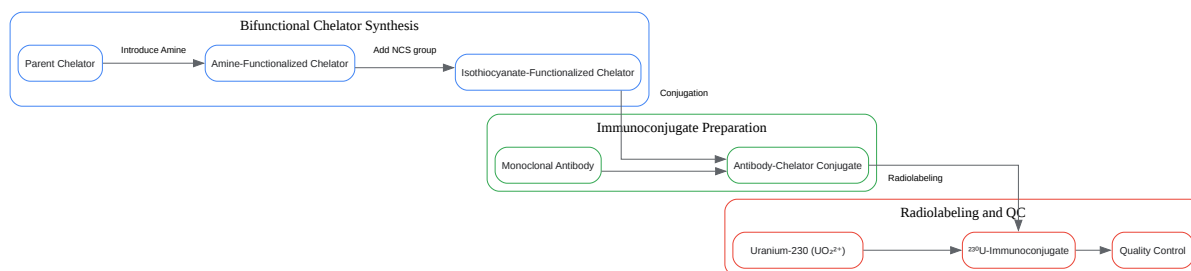 Bifunctional Chelator Synthesis
Parent Chelator
Introduce Amine
Amine-Functionalized Chelator
Add NCS group
Isothiocyanate-Functionalized Chelator
Conjugation
Immunoconjugate Preparation
Monoclonal Antibody
Antibody-Chelator Conjugate
Radiolabeling
Radiolabeling and QC
Uranium-230 (UO₂²⁺)
²³⁰U-Immunoconjugate
Quality Control